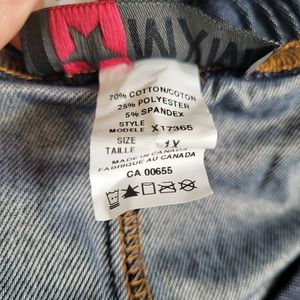 70% COTTON/COTON
25% POLYESTER
5% SPANDEX
STYLE
MODELE X17365
SIZE
TAILLE 1X
MADE IN CANADA
FABRIQUE AU CANADA
CA 00655